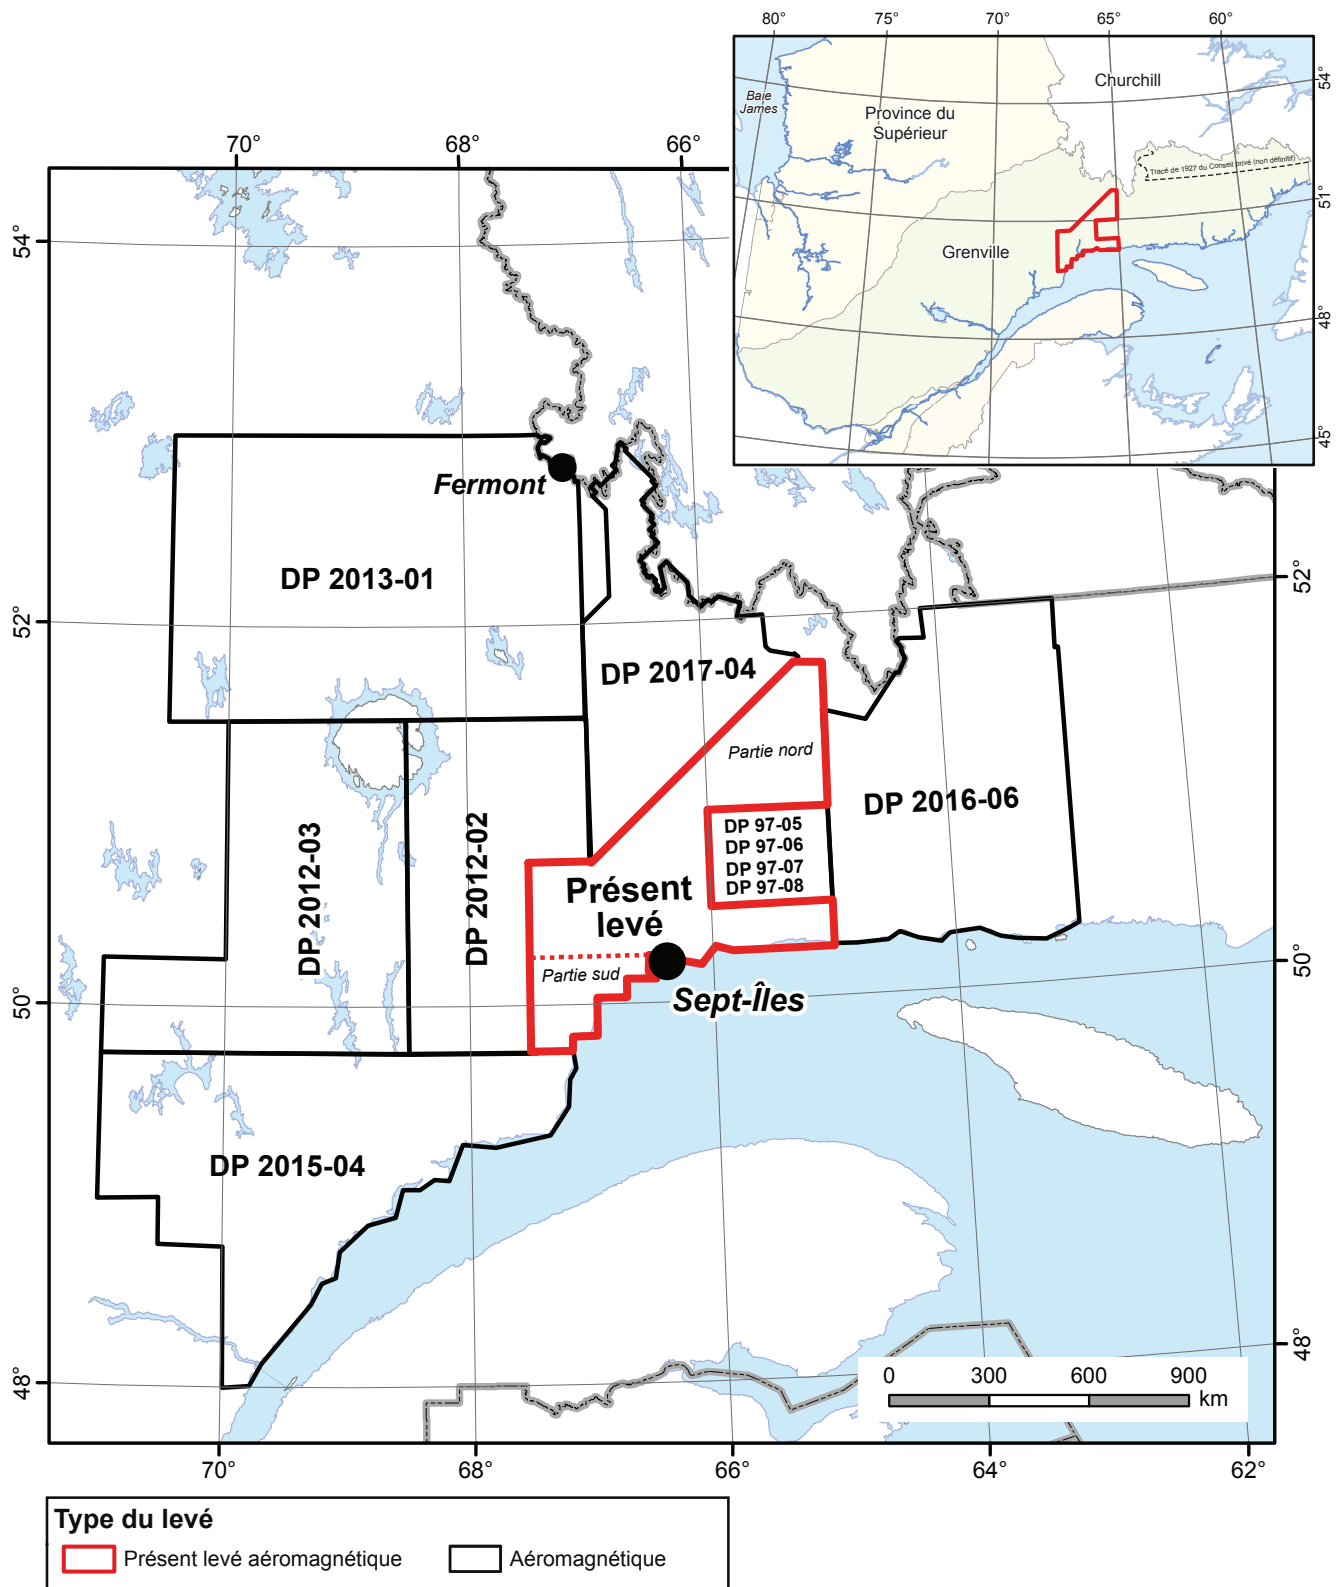 80°
75°
70°
65°
60°
54°
51°
48°
45°
Baie
James
Province du
Supérieur
Churchill
Grenville
Tracé de 1927 du Conseil privé (non définitif)
70°
68°
66°
54°
52°
50°
48°
52°
50°
48°
Fermont
DP 2013-01
DP 2017-04
Partie nord
DP 2016-06
DP 97-05
DP 97-06
DP 97-07
DP 97-08
DP 2012-03
DP 2012-02
Présent
levé
Partie sud
Sept-Îles
DP 2015-04
0
300
600
900
km
70°
68°
66°
64°
62°
Type du levé
Présent levé aéromagnétique
Aéromagnétique